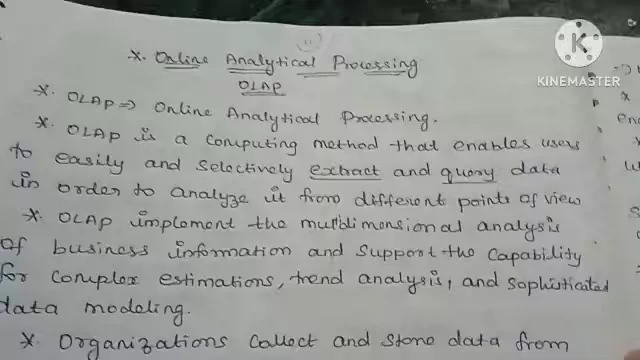 * Online Analytical Processing
OLAP
* OLAP => Online Analytical Processing.
* OLAP is a computing method that enables users
to easily and selectively extract and query data
in order to analyze it from different points of view
* OLAP implement the multidimensional analysis
of business information and support the capability
for complex estimations, trend analysis, and sophisticated
data modeling.
* Organizations collect and store data from
KINEMASTER